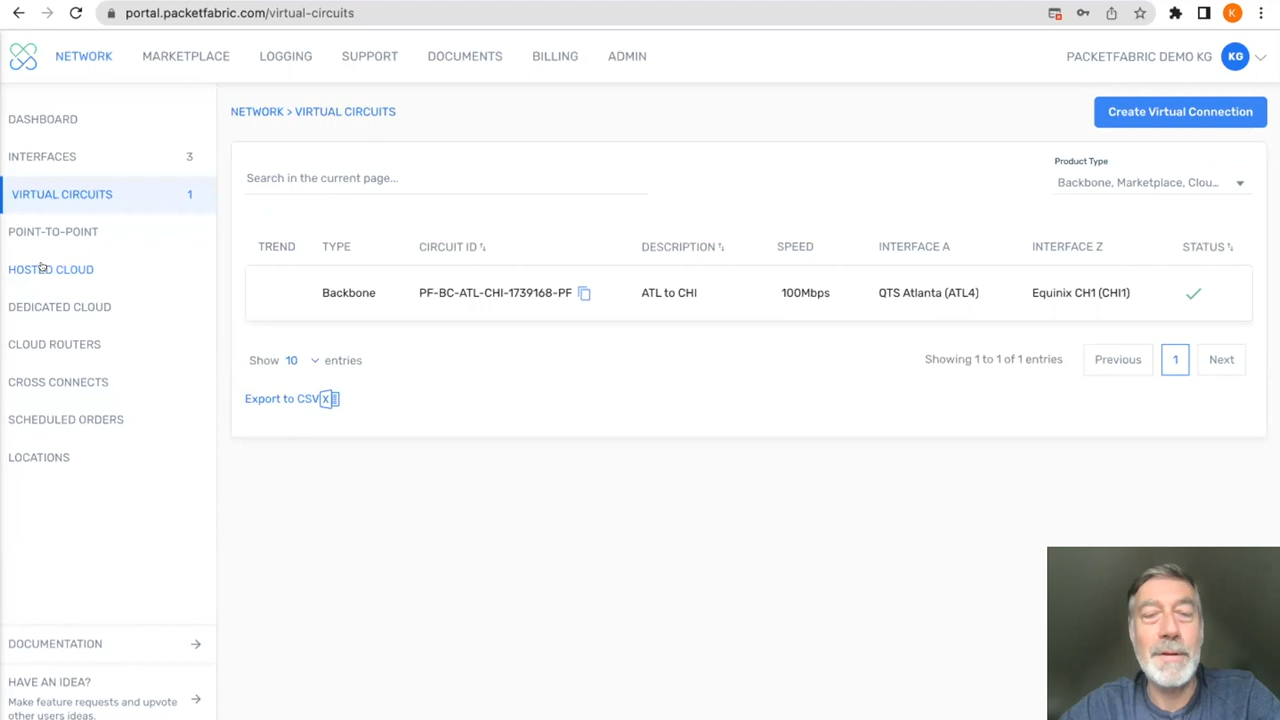 portal.packetfabric.com/virtual-circuits
K
NETWORK MARKETPLACE LOGGING SUPPORT DOCUMENTS BILLING ADMIN PACKETFABRIC DEMO KG KG
DASHBOARD
INTERFACES 3
VIRTUAL CIRCUITS 1
POINT-TO-POINT
HOSTED CLOUD
DEDICATED CLOUD
CLOUD ROUTERS
CROSS CONNECTS
SCHEDULED ORDERS
LOCATIONS
DOCUMENTATION
HAVE AN IDEA?
Make feature requests and upvote
other users ideas.
NETWORK > VIRTUAL CIRCUITS Create Virtual Connection
Product Type
Search in the current page... Backbone, Marketplace, Clou...
TREND TYPE CIRCUIT ID DESCRIPTION SPEED INTERFACE A INTERFACE Z STATUS
Backbone PF-BC-ATL-CHI-1739168-PF ATL to CHI 100Mbps QTS Atlanta (ATL4) Equinix CH1 (CHI1)
Show 10 entries Showing 1 to 1 of 1 entries Previous 1 Next
Export to CSV